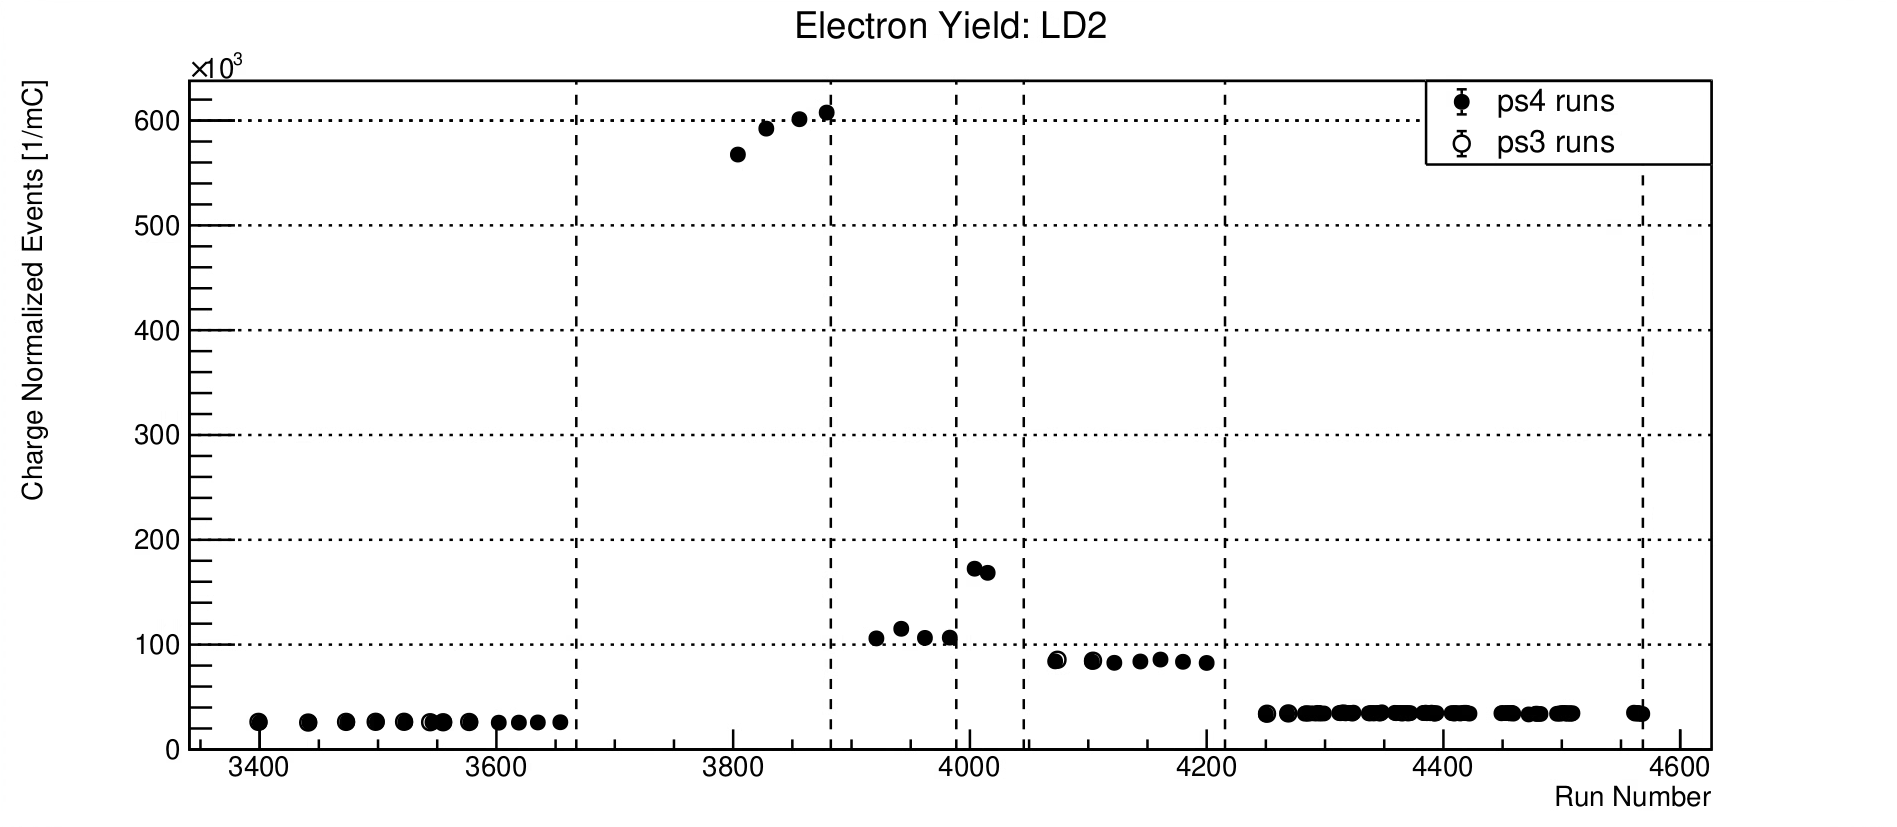 Electron Yield: LD2
×10³
Charge Normalized Events [1/mC]
600
500
400
300
200
100
0
ps4 runs
ps3 runs
3400 3600 3800 4000 4200 4400 4600
Run Number